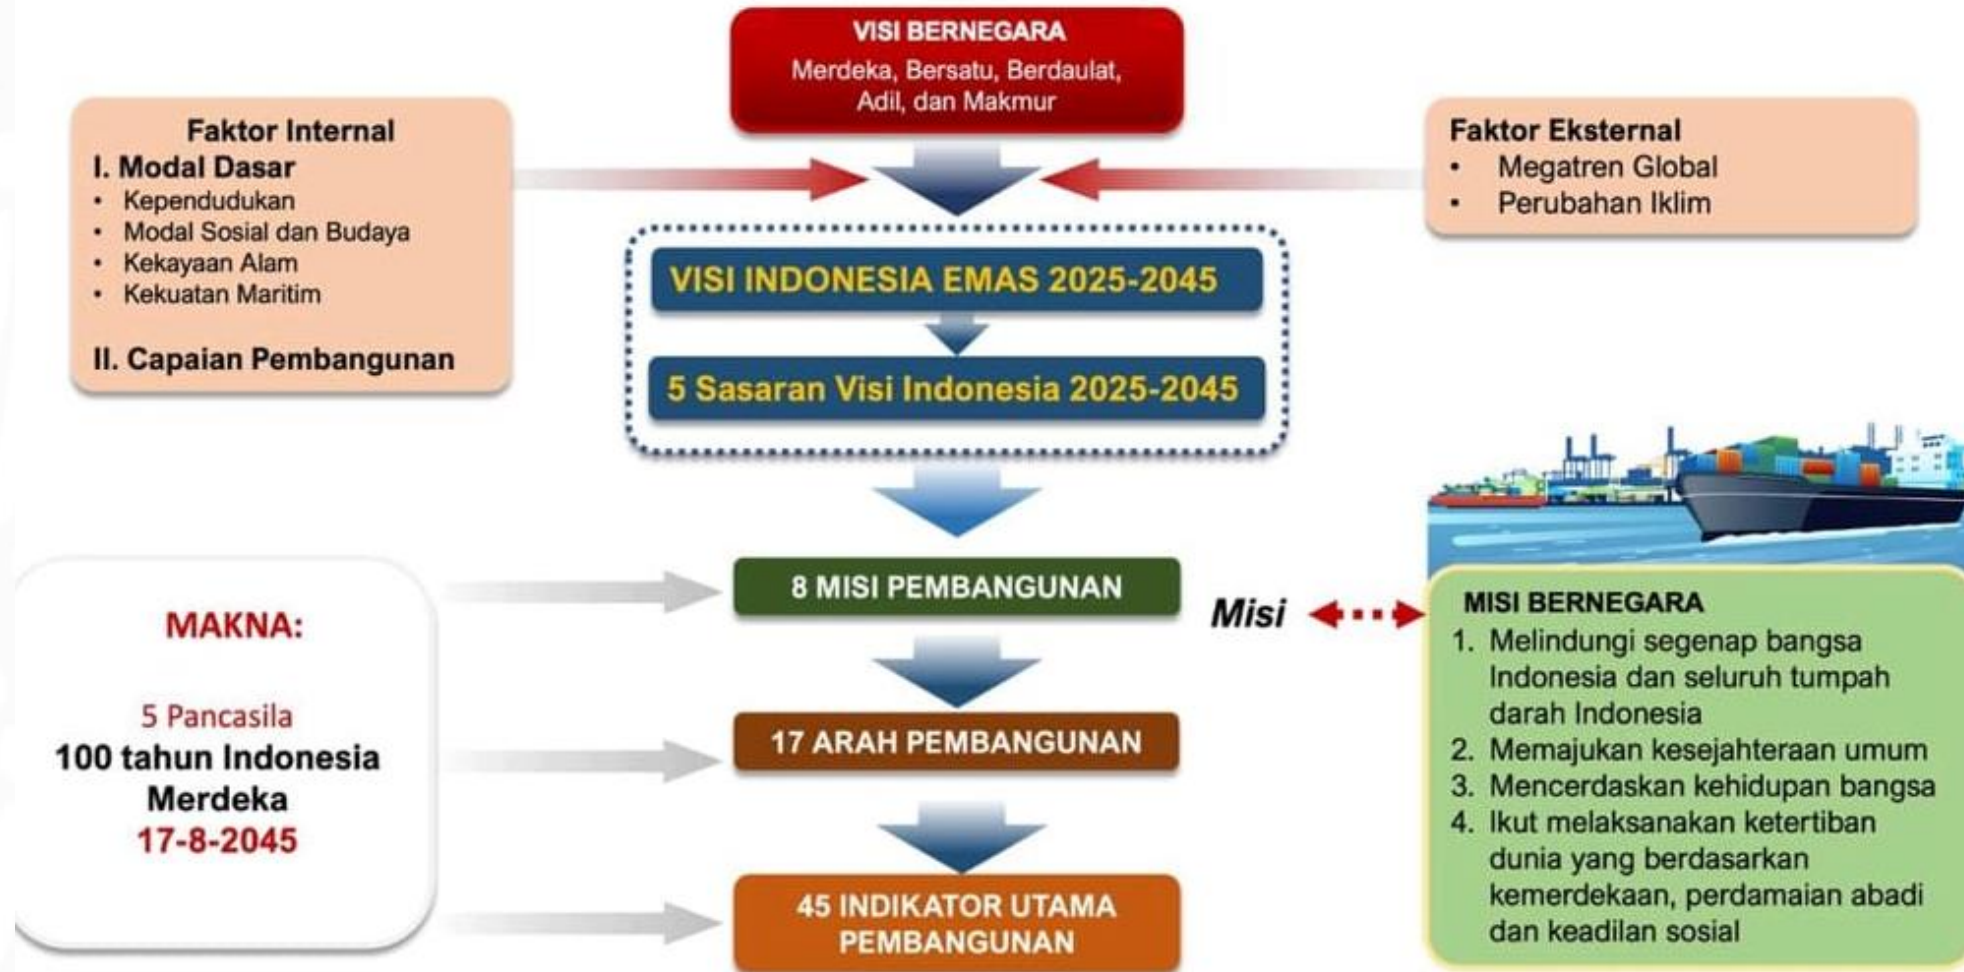 VISI BERNEGARA
Merdeka, Bersatu, Berdaulat,
Adil, dan Makmur
Faktor Internal
I. Modal Dasar
• Kependudukan
• Modal Sosial dan Budaya
• Kekayaan Alam
• Kekuatan Maritim
II. Capaian Pembangunan
Faktor Eksternal
• Megatren Global
• Perubahan Iklim
VISI INDONESIA EMAS 2025-2045
5 Sasaran Visi Indonesia 2025-2045
MAKNA:
5 Pancasila
100 tahun Indonesia
Merdeka
17-8-2045
8 MISI PEMBANGUNAN
17 ARAH PEMBANGUNAN
45 INDIKATOR UTAMA
PEMBANGUNAN
Misi
MISI BERNEGARA
1. Melindungi segenap bangsa
Indonesia dan seluruh tumpah
darah Indonesia
2. Memajukan kesejahteraan umum
3. Mencerdaskan kehidupan bangsa
4. Ikut melaksanakan ketertiban
dunia yang berdasarkan
kemerdekaan, perdamaian abadi
dan keadilan sosial